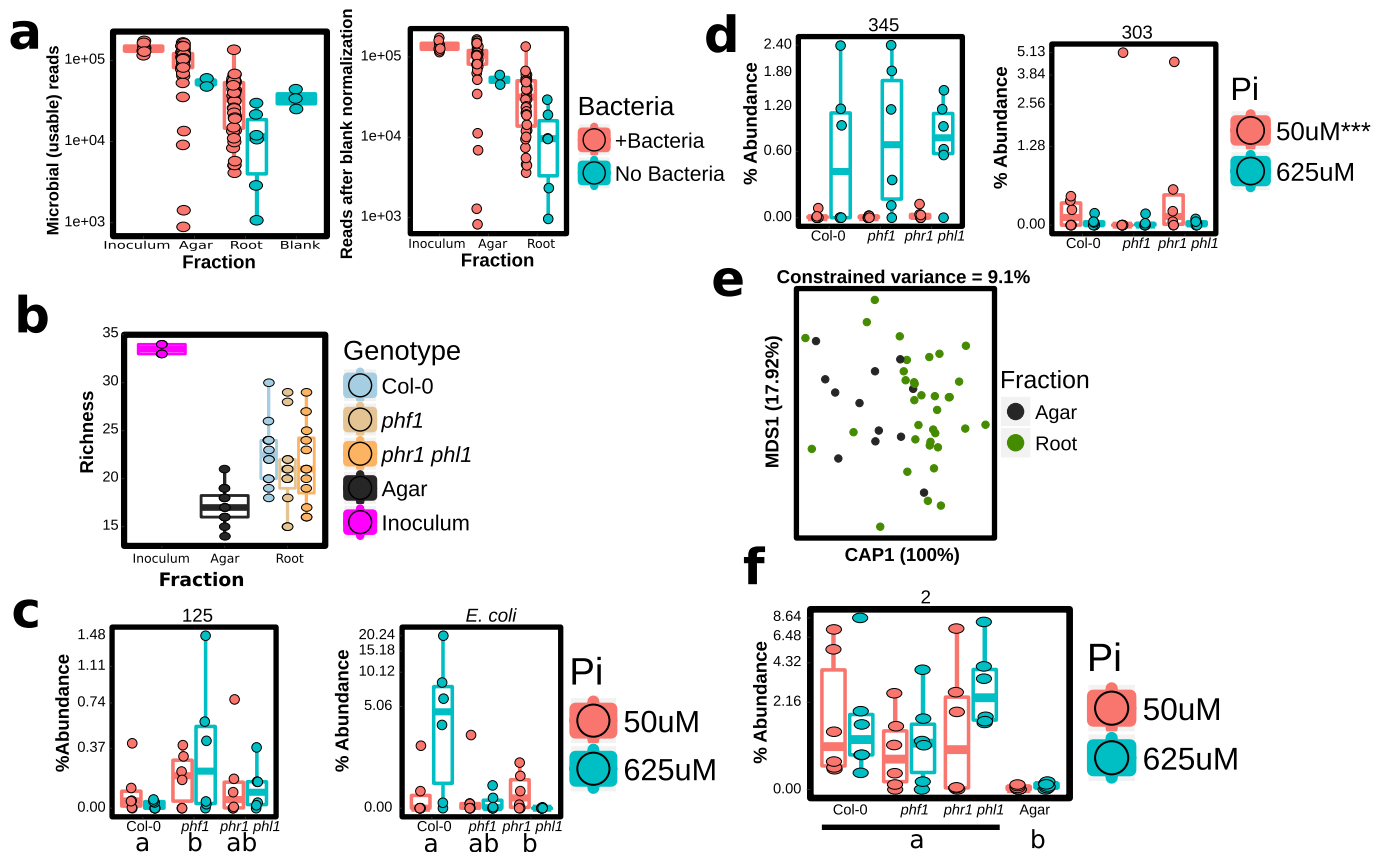 a
Microbial (usable) reads
1e+05
1e+04
1e+03
Inoculum Agar Root Blank
Fraction
Reads after blank normalization
1e+05
1e+04
1e+03
Inoculum Agar Root
Fraction
Bacteria
+Bacteria
No Bacteria
b
Richness
35
30
25
20
15
Inoculum Agar Root
Fraction
Genotype
Col-0
phf1
phr1 phl1
Agar
Inoculum
c
125
%Abundance
1.48
1.11
0.74
0.37
0.00
Col-0 phf1 phr1 phl1
a b ab
E. coli
% Abundance
20.24
15.18
10.12
5.06
0.00
Col-0 phf1 phr1 phl1
a ab b
Pi
50uM
625uM
d
345
% Abundance
2.40
1.80
1.20
0.60
0.00
Col-0 phf1 phr1 phl1
303
% Abundance
5.13
3.84
2.56
1.28
0.00
Col-0 phf1 phr1 phl1
Pi
50uM***
625uM
e
Constrained variance = 9.1%
MDS1 (17.92%)
CAP1 (100%)
Fraction
Agar
Root
f
2
% Abundance
8.64
6.48
4.32
2.16
0.00
Col-0 phf1 phr1 phl1 Agar
a b
Pi
50uM
625uM